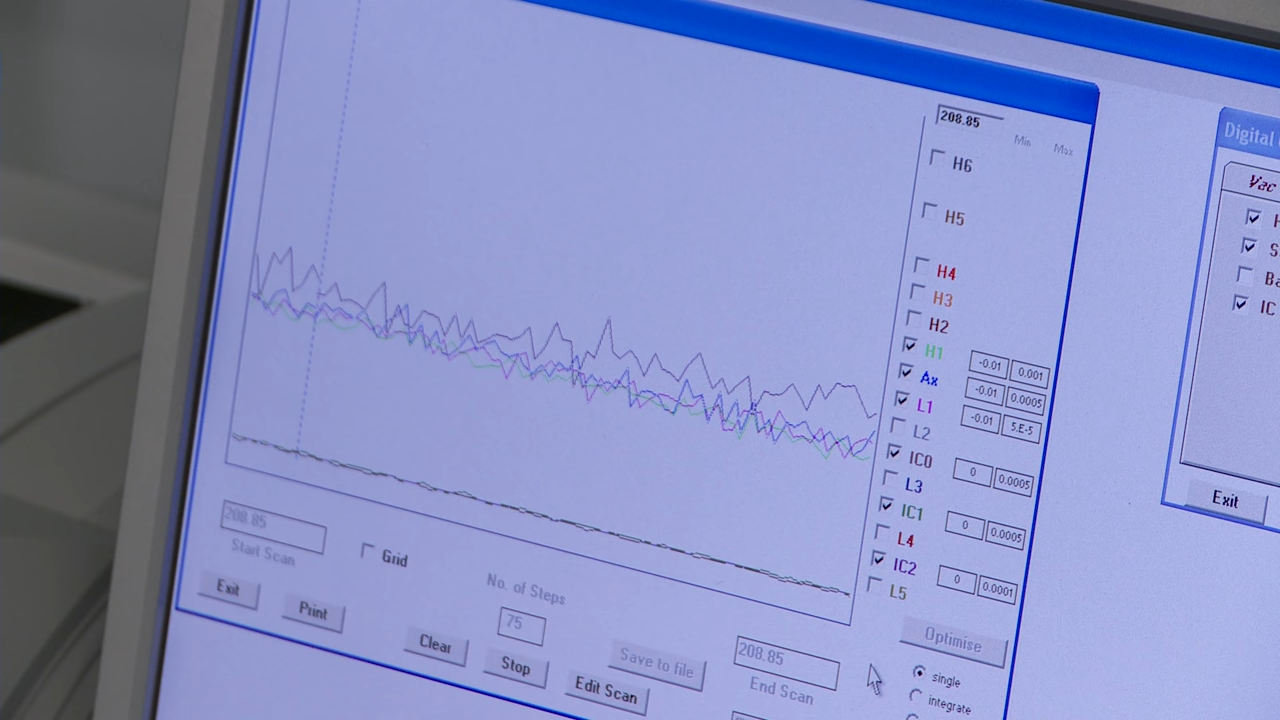 208.85
Min Max
H6
H5
H4
H3
H2
H1 -0.01 0.001
Ax -0.01 0.0005
L1 -0.01 5.E-5
L2
IC0 0 0.0005
L3
IC1 0 0.0005
L4
IC2 0 0.0001
L5
Optimise
single
integrate
208.85
Start Scan
Grid
No. of Steps
75
208.85
End Scan
Exit
Print
Clear
Stop
Save to file
Edit Scan
Digital
Vac
IC
Exit